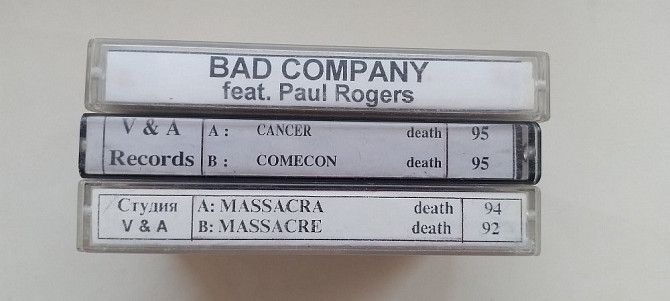 BAD COMPANY
feat. Paul Rogers
V & A A : CANCER death 95
Records B : COMECON death 95
Студия A: MASSACRA death 94
V & A B: MASSACRE death 92